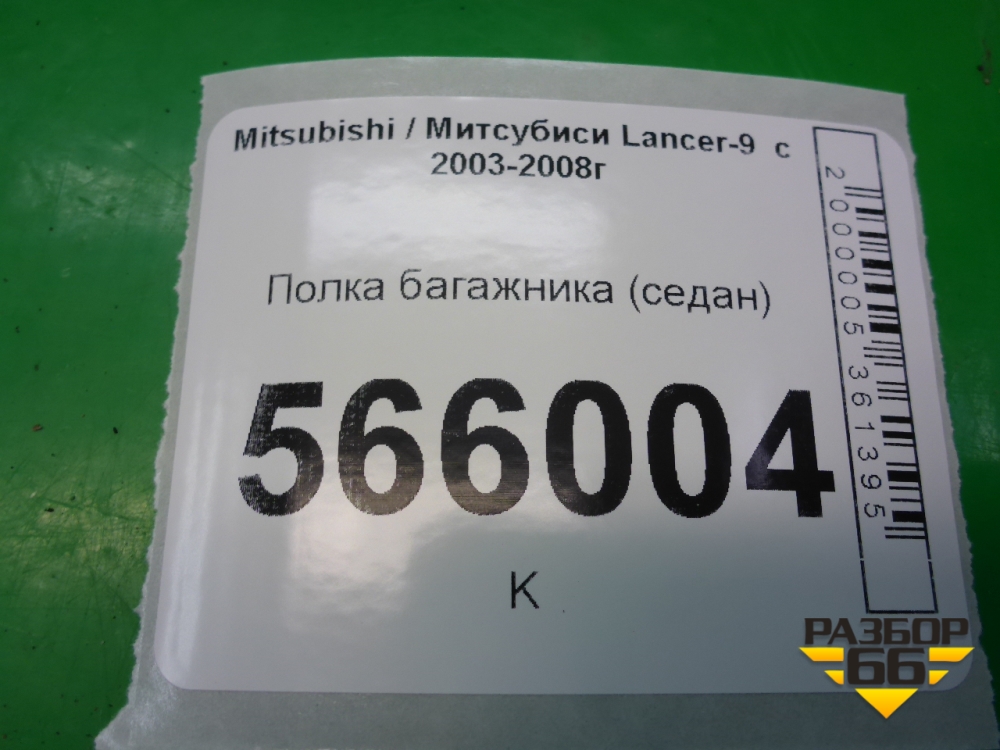 Mitsubishi / Митсубиси Lancer-9 с
2003-2008г
Полка багажника (седан)
566004
К
2000005361395
РАЗБОР
66